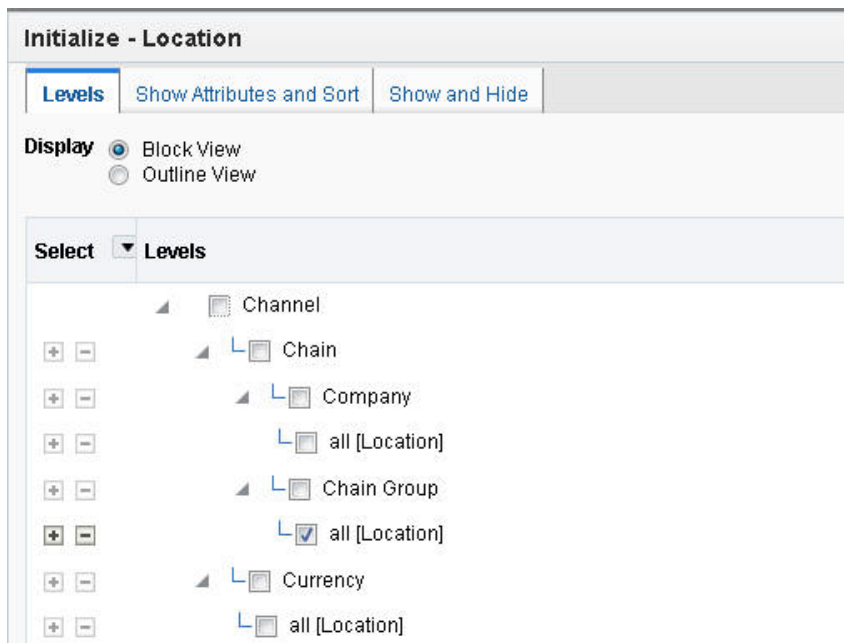 Initialize - Location
Levels Show Attributes and Sort Show and Hide
Display Block View
Outline View
Select Levels
Channel
Chain
Company
all [Location]
Chain Group
all [Location]
Currency
all [Location]